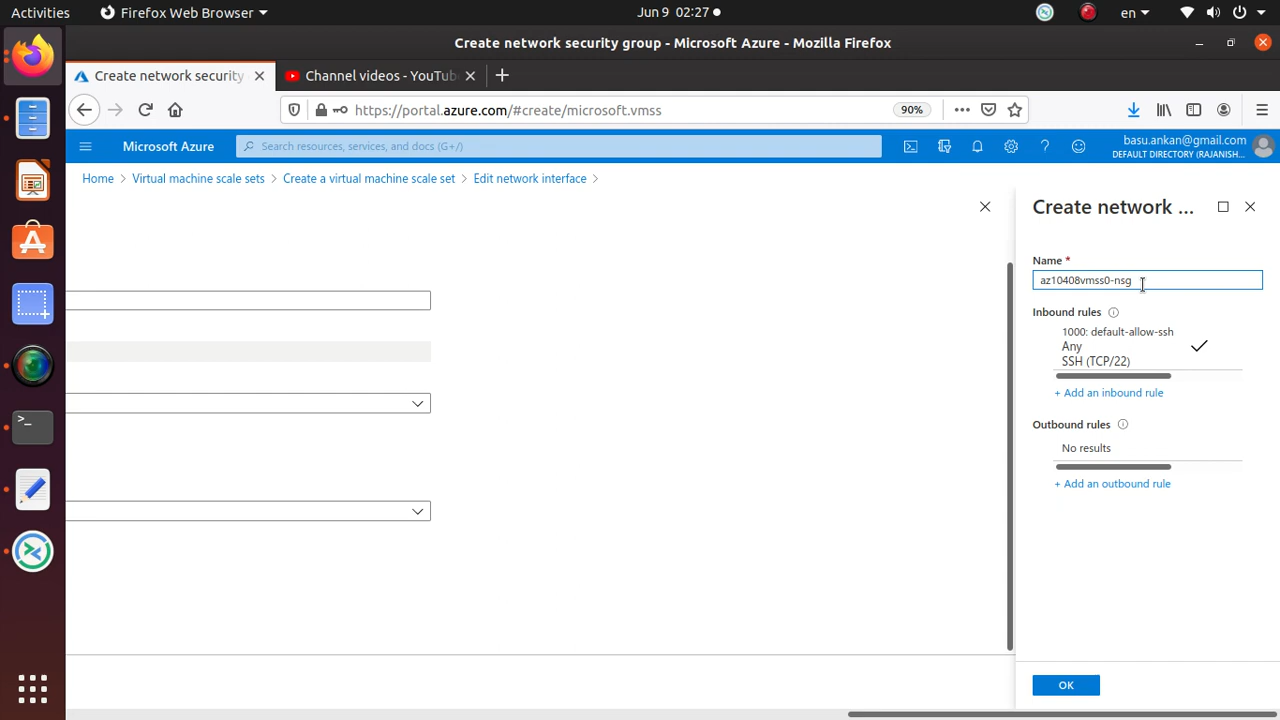 Activities
Firefox Web Browser
Jun 9 02:27
en
Create network security group - Microsoft Azure - Mozilla Firefox
Create network security
Channel videos - YouTube
https://portal.azure.com/#create/microsoft.vmss
90%
Microsoft Azure
Search resources, services, and docs (G+/)
basu.ankan@gmail.com
DEFAULT DIRECTORY (RAJANISH...
Home > Virtual machine scale sets > Create a virtual machine scale set > Edit network interface >
Create network ...
Name *
az10408vmss0-nsg
Inbound rules
1000: default-allow-ssh
Any
SSH (TCP/22)
+ Add an inbound rule
Outbound rules
No results
+ Add an outbound rule
OK